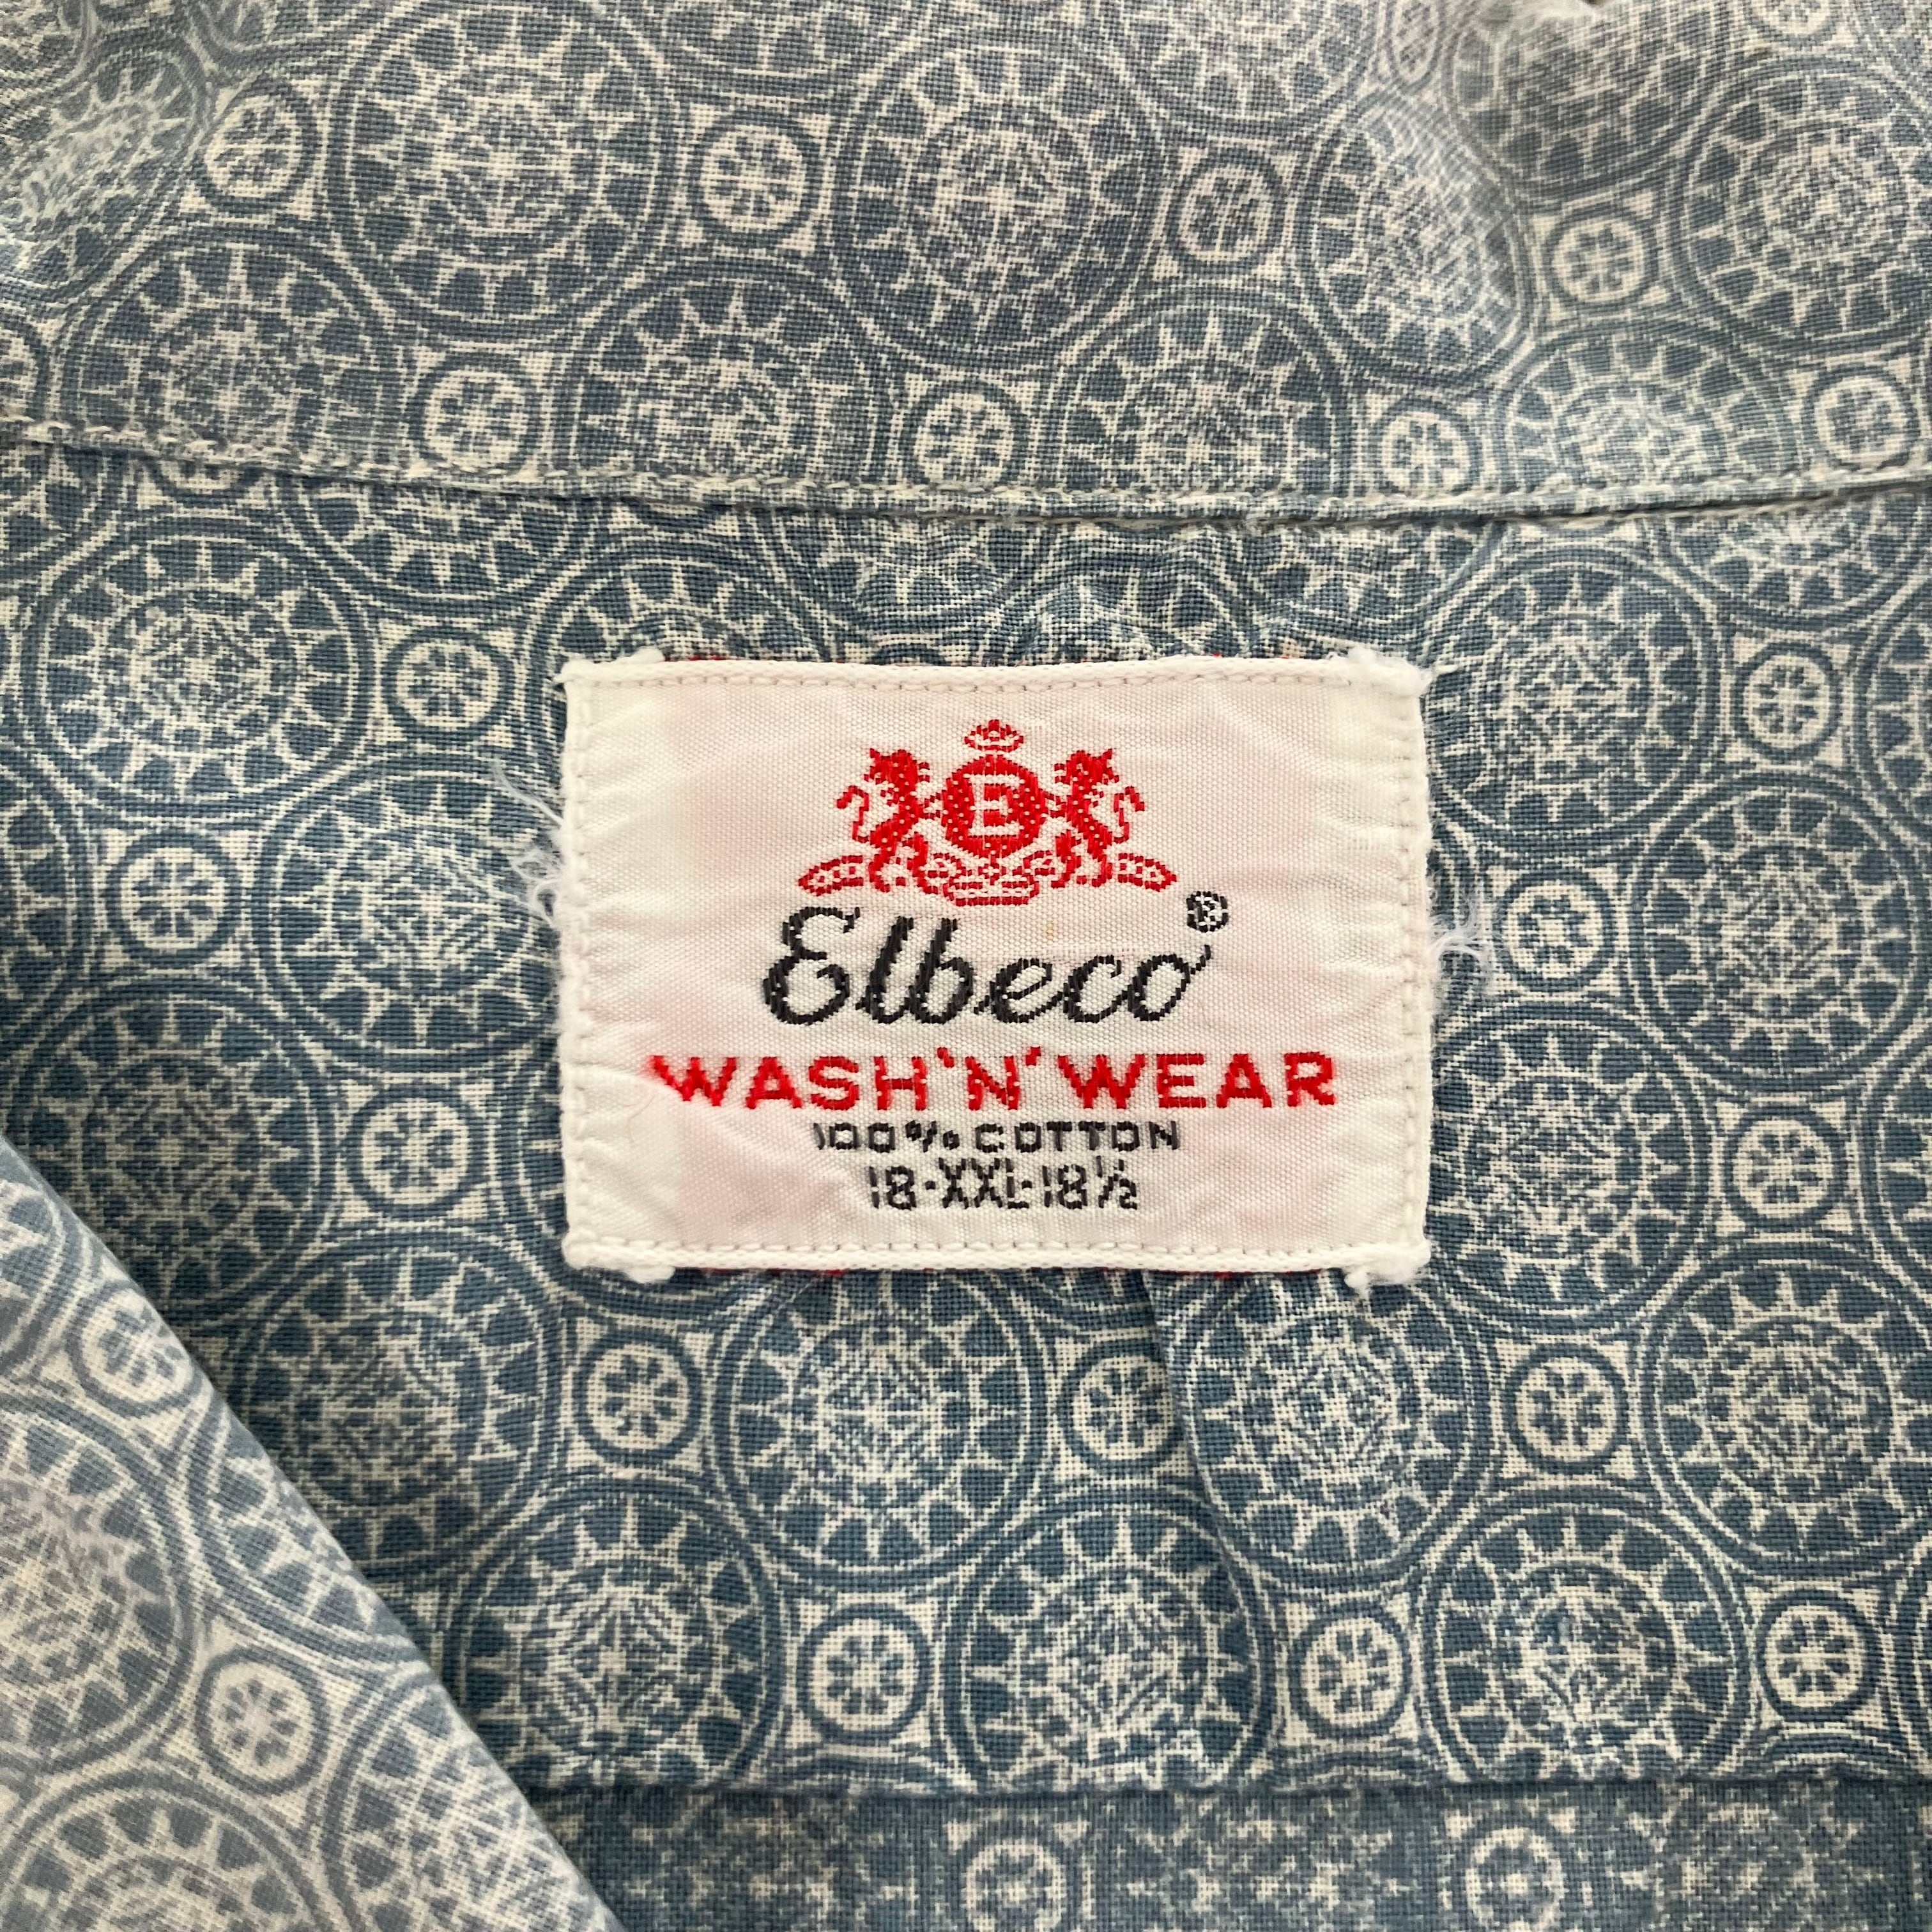 E
Elbeco®
WASH 'N' WEAR
100% COTTON
18-XXL-18½